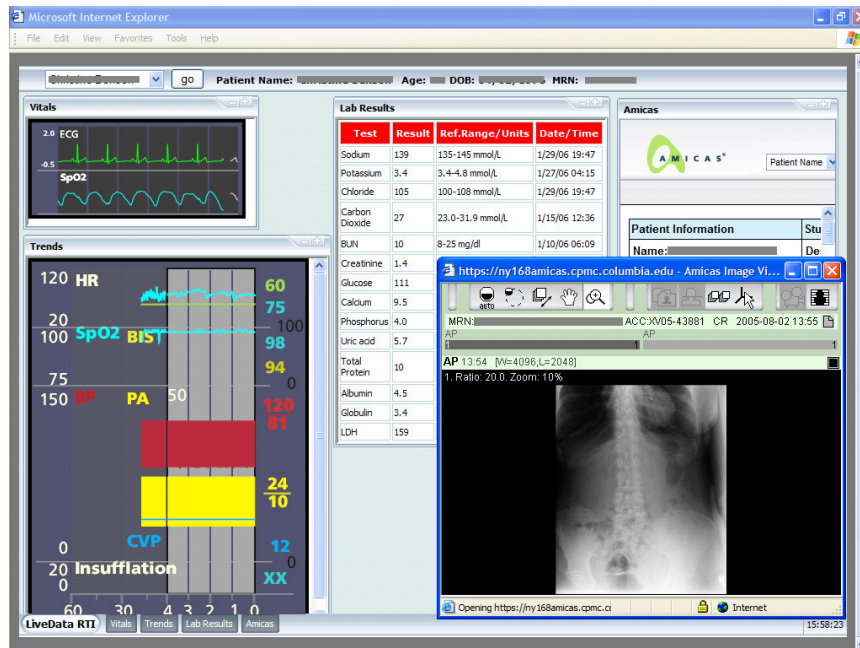 Microsoft Internet Explorer
File Edit View Favorites Tools Help
go Patient Name: Age: DOB: MRN:
Vitals
2.0 ECG
-0.5
SpO2
Trends
120 HR
60
75
20
100 SpO2 BIS
100
98
94
75
0
150 BP PA 50
120
81
24
10
CVP
0
12
0
20 Insufflation
XX
0
60 30 4 3 2 1 0
Lab Results
Test Result Ref.Range/Units Date/Time
Sodium 139 135-145 mmol/L 1/29/06 19:47
Potassium 3.4 3.4-4.8 mmol/L 1/27/06 04:15
Chloride 105 100-108 mmol/L 1/29/06 19:47
Carbon
Dioxide 27 23.0-31.9 mmol/L 1/15/06 12:36
BUN 10 8-25 mg/dl 1/10/06 06:09
Creatinine 1.4
Glucose 111
Calcium 9.5
Phosphorus 4.0
Uric acid 5.7
Total
Protein 10
Albumin 4.5
Globulin 3.4
LDH 159
Amicas
AMICAS®
Patient Name
Patient Information Stu
Name: De
https://ny168amicas.cpmc.columbia.edu - Amicas Image Vi...
auto
MRN: ACC:XV05-43881 CR 2005-08-02 13:55
AP AP
1 1 1
AP 13:54 [W=4096,L=2048]
1. Ratio: 20.0. Zoom: 10%
Opening https://ny168amicas.cpmc.c Internet
LiveData RTI Vitals Trends Lab Results Amicas 15:58:23